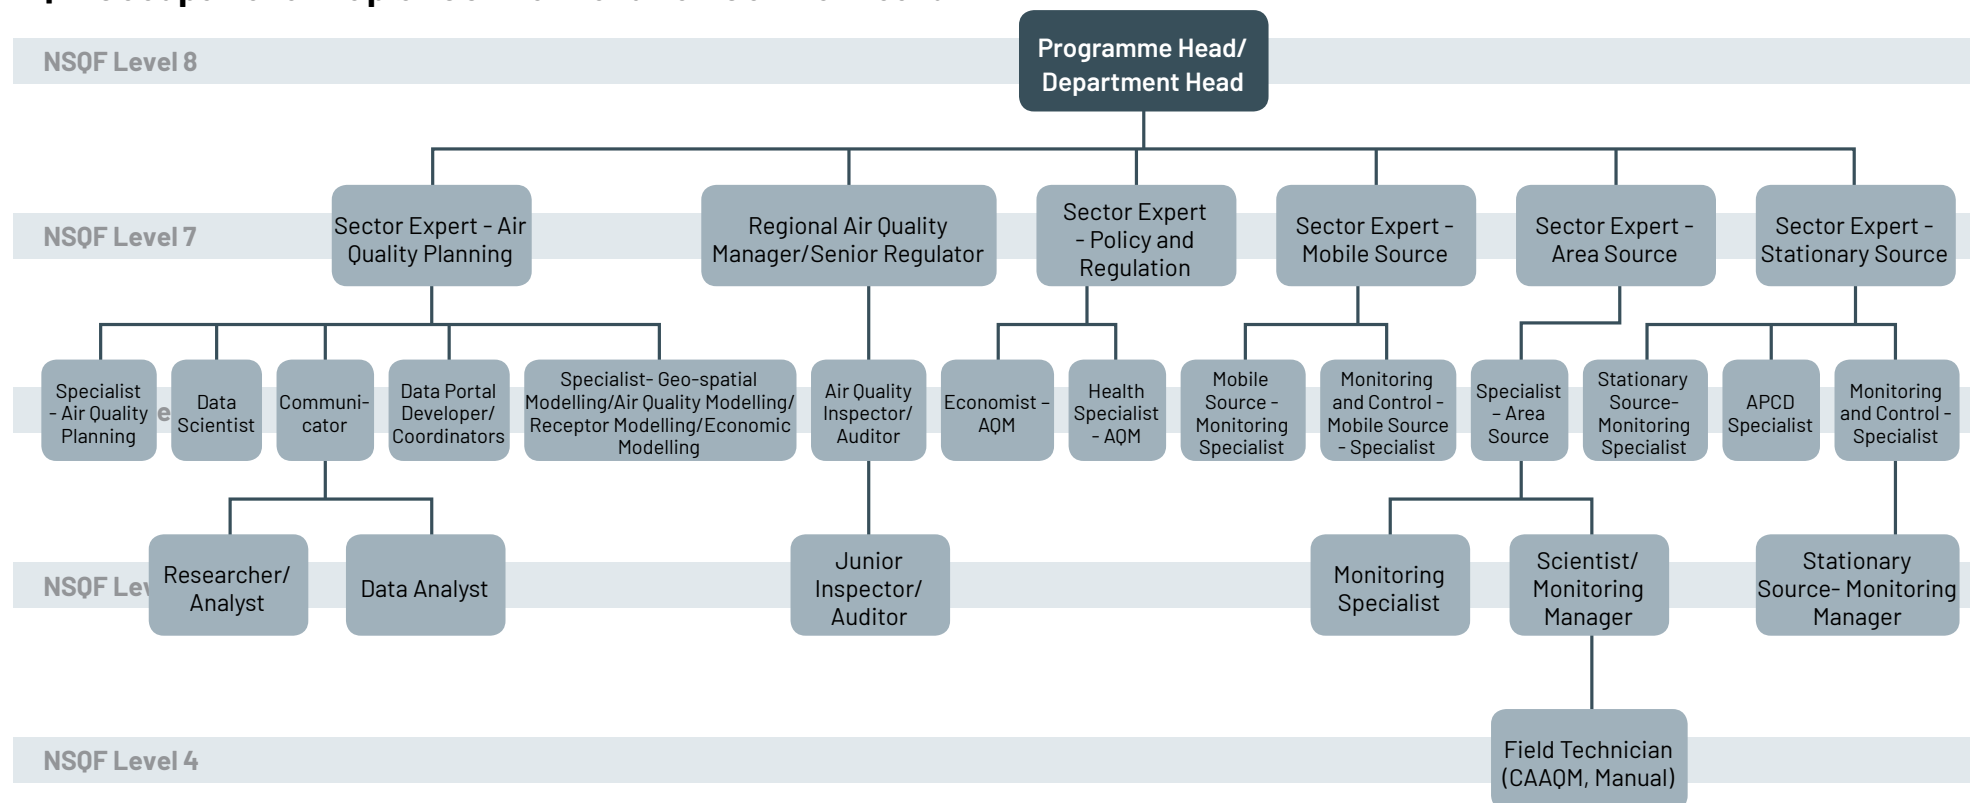 NSQF Level 8
Programme Head/
Department Head
NSQF Level 7
Sector Expert - Air
Quality Planning
Regional Air Quality
Manager/Senior Regulator
Sector Expert
- Policy and
Regulation
Sector Expert -
Mobile Source
Sector Expert -
Area Source
Sector Expert -
Stationary Source
Specialist
- Air Quality
Planning
Data
Scientist
Communi-
cator
Data Portal
Developer/
Coordinators
Specialist- Geo-spatial
Modelling/Air Quality Modelling/
Receptor Modelling/Economic
Modelling
Air Quality
Inspector/
Auditor
Economist –
AQM
Health
Specialist
- AQM
Mobile
Source -
Monitoring
Specialist
Monitoring
and Control -
Mobile Source
- Specialist
Specialist
– Area
Source
Stationary
Source-
Monitoring
Specialist
APCD
Specialist
Monitoring
and Control -
Specialist
NSQF
Researcher/
Analyst
Data Analyst
Junior
Inspector/
Auditor
Monitoring
Specialist
Scientist/
Monitoring
Manager
Stationary
Source- Monitoring
Manager
NSQF Level 4
Field Technician
(CAAQM, Manual)